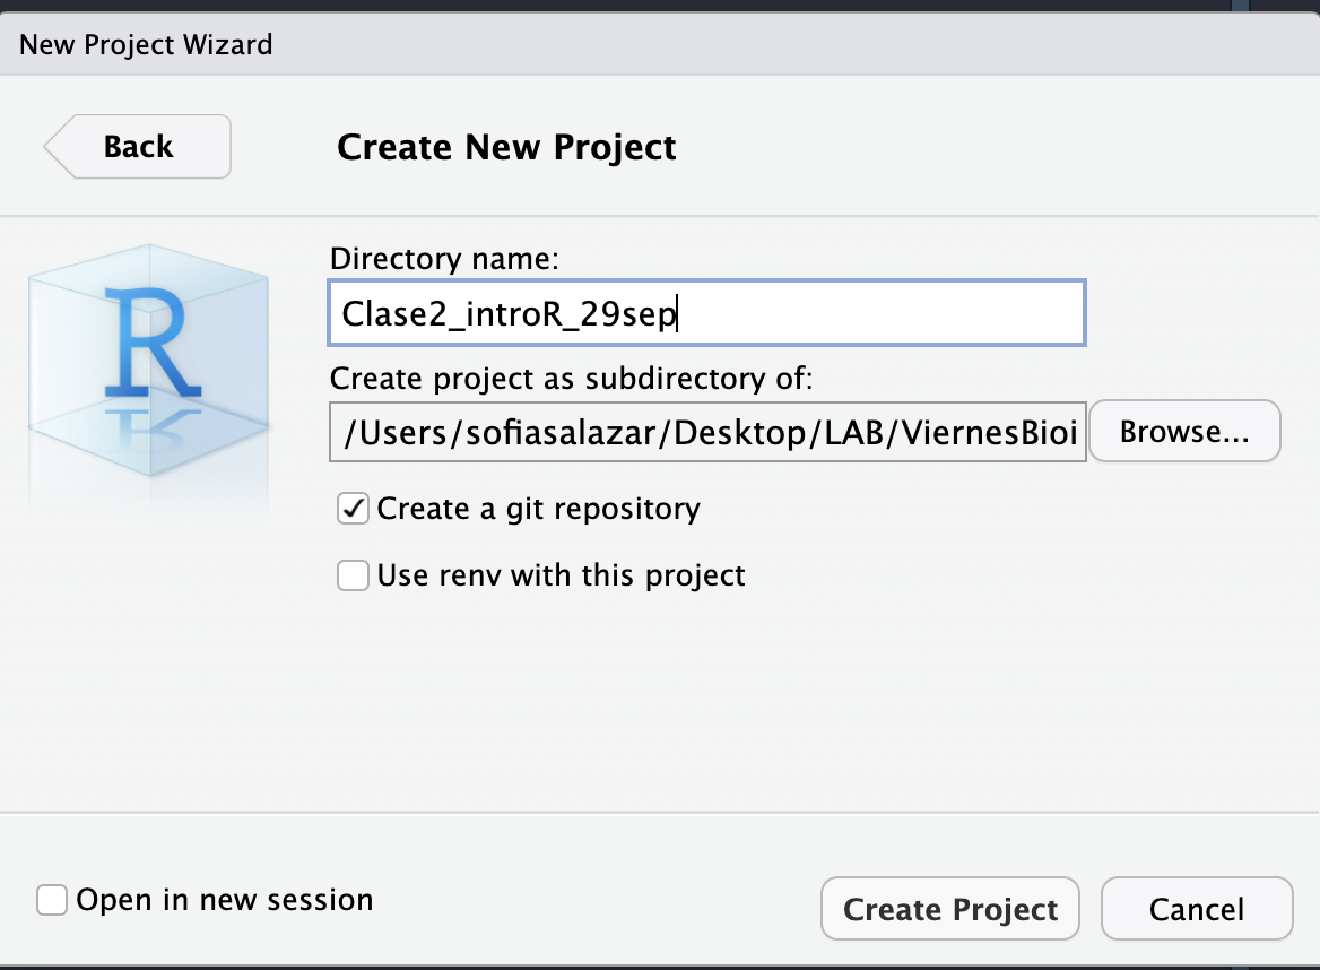 New Project Wizard
Back
Create New Project
R
Directory name:
Clase2_introR_29sep
Create project as subdirectory of:
/Users/sofiasalazar/Desktop/LAB/ViernesBioi
Browse...
Create a git repository
Use renv with this project
Open in new session
Create Project
Cancel